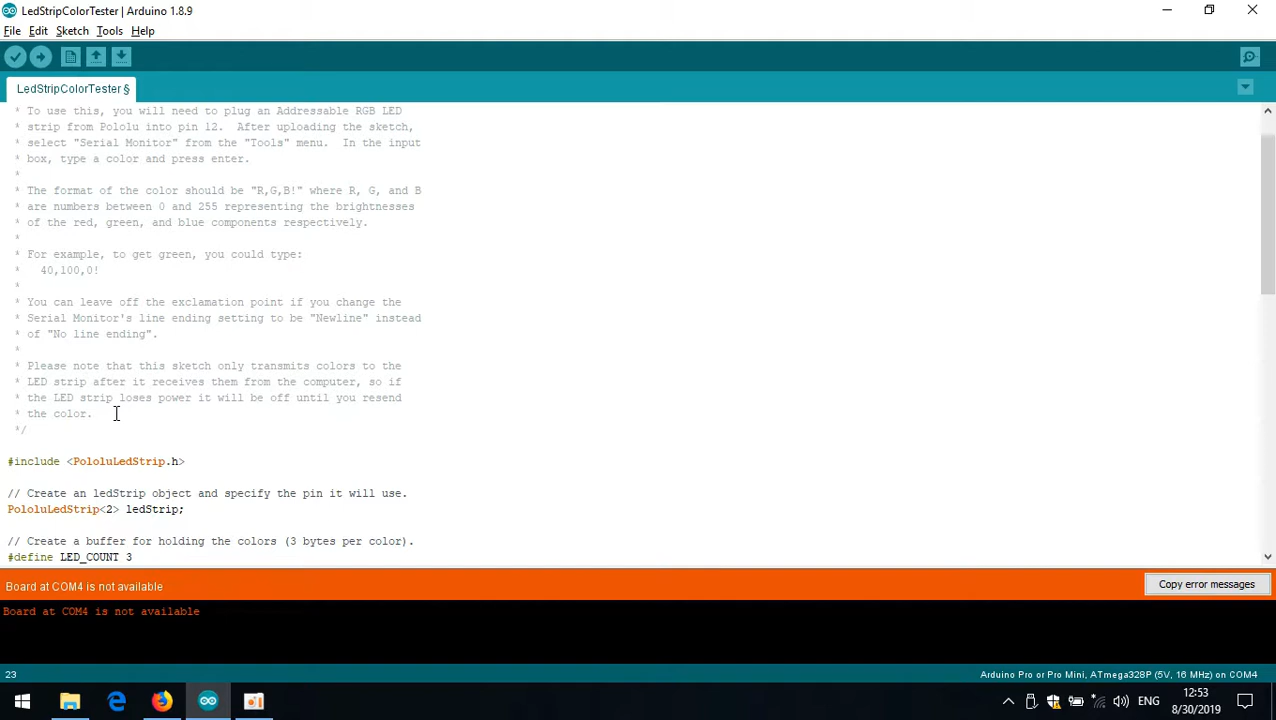 LedStripColorTester | Arduino 1.8.9
File Edit Sketch Tools Help
LedStripColorTester §
* To use this, you will need to plug an Addressable RGB LED
* strip from Pololu into pin 12.  After uploading the sketch,
* select "Serial Monitor" from the "Tools" menu.  In the input
* box, type a color and press enter.
*
* The format of the color should be "R,G,B!" where R, G, and B
* are numbers between 0 and 255 representing the brightnesses
* of the red, green, and blue components respectively.
*
* For example, to get green, you could type:
*   40,100,0!
*
* You can leave off the exclamation point if you change the
* Serial Monitor's line ending setting to be "Newline" instead
* of "No line ending".
*
* Please note that this sketch only transmits colors to the
* LED strip after it receives them from the computer, so if
* the LED strip loses power it will be off until you resend
* the color.
*/
#include <PololuLedStrip.h>
// Create an ledStrip object and specify the pin it will use.
PololuLedStrip<2> ledStrip;
// Create a buffer for holding the colors (3 bytes per color).
#define LED_COUNT 3
Board at COM4 is not available
Copy error messages
Board at COM4 is not available
23
Arduino Pro or Pro Mini, ATmega328P (5V, 16 MHz) on COM4
ENG
12:53
8/30/2019